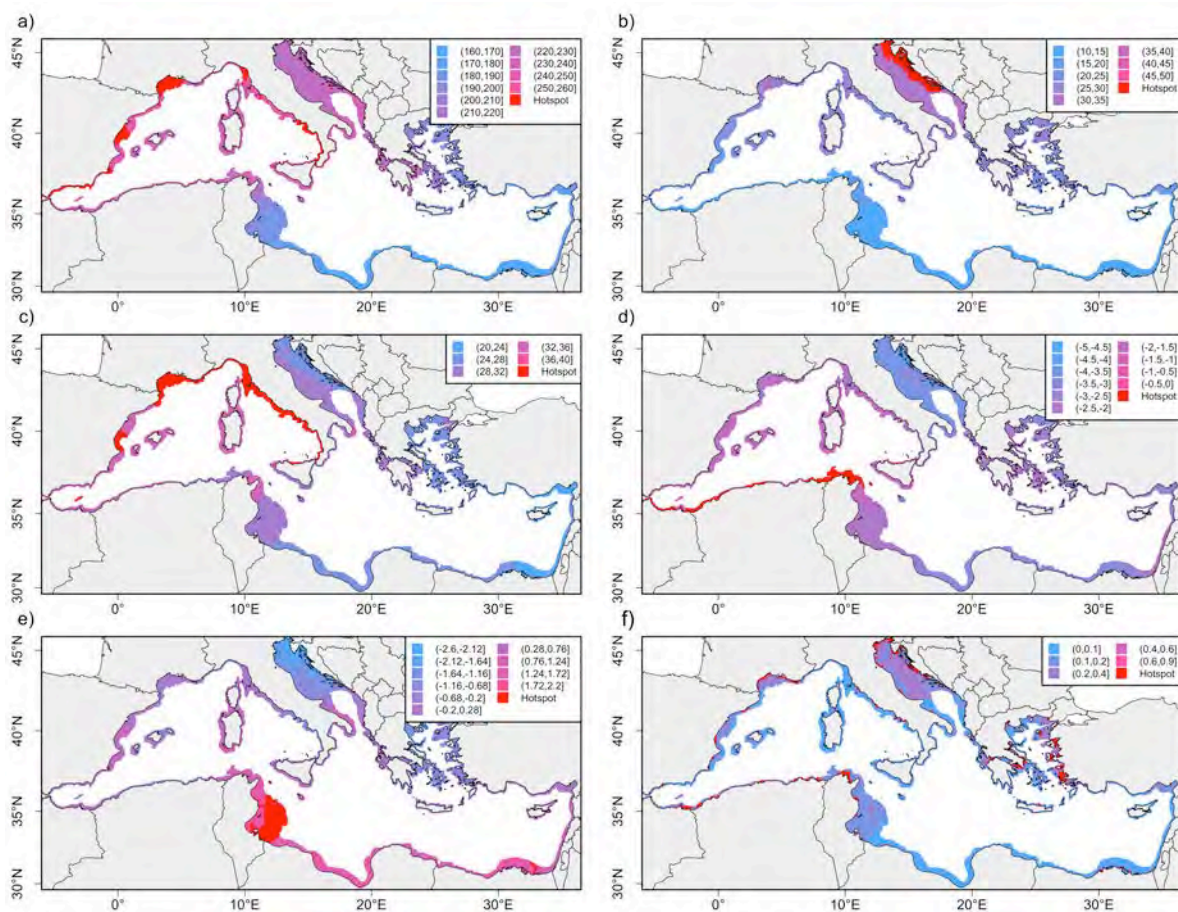 a)
45°N
40°N
35°N
30°N
0°
10°E
20°E
30°E
(160,170]
(170,180]
(180,190]
(190,200]
(200,210]
(210,220]
(220,230]
(230,240]
(240,250]
(250,260]
Hotspot
b)
45°N
40°N
35°N
30°N
0°
10°E
20°E
30°E
(10,15]
(15,20]
(20,25]
(25,30]
(30,35]
(35,40]
(40,45]
(45,50]
Hotspot
c)
45°N
40°N
35°N
30°N
0°
10°E
20°E
30°E
(20,24]
(24,28]
(28,32]
(32,36]
(36,40]
Hotspot
d)
45°N
40°N
35°N
30°N
0°
10°E
20°E
30°E
(-5,-4.5]
(-4.5,-4]
(-4,-3.5]
(-3.5,-3]
(-3,-2.5]
(-2.5,-2]
(-2,-1.5]
(-1.5,-1]
(-1,-0.5]
(-0.5,0]
Hotspot
e)
45°N
40°N
35°N
30°N
0°
10°E
20°E
30°E
(-2.6,-2.12]
(-2.12,-1.64]
(-1.64,-1.16]
(-1.16,-0.68]
(-0.68,-0.2]
(-0.2,0.28]
(0.28,0.76]
(0.76,1.24]
(1.24,1.72]
(1.72,2.2]
Hotspot
f)
45°N
40°N
35°N
30°N
0°
10°E
20°E
30°E
(0,0.1]
(0.1,0.2]
(0.2,0.4]
(0.4,0.6]
(0.6,0.9]
Hotspot